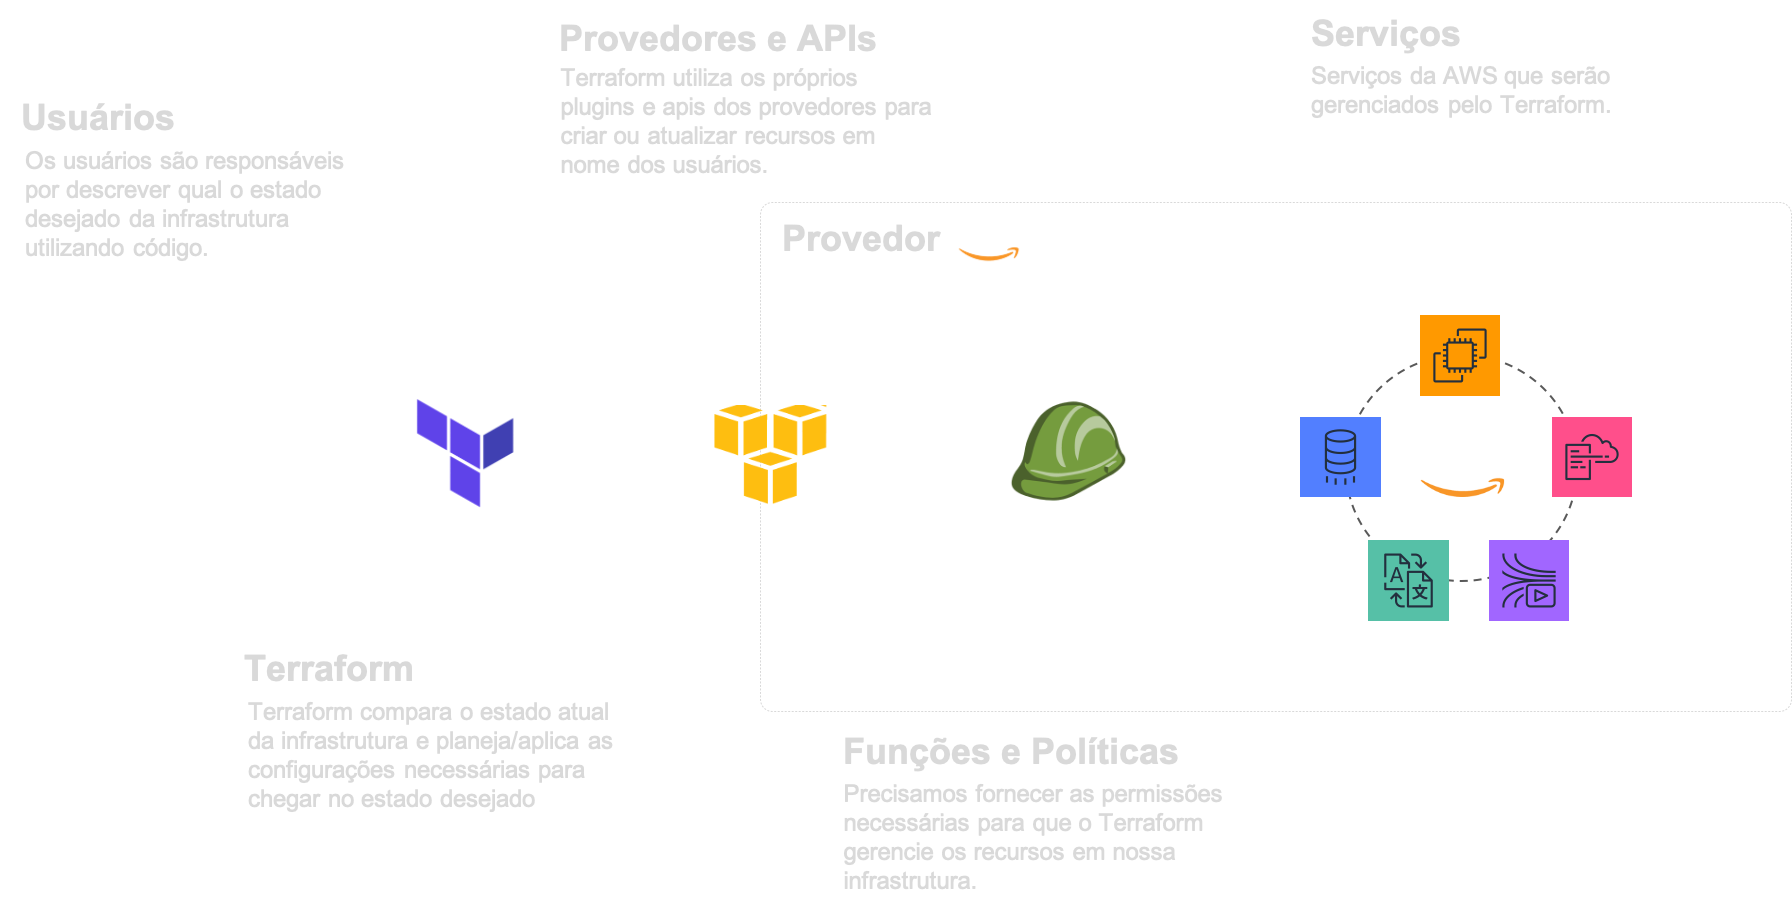 Usuários
Os usuários são responsáveis
por descrever qual o estado
desejado da infrastrutura
utilizando código.
Provedores e APIs
Terraform utiliza os próprios
plugins e apis dos provedores para
criar ou atualizar recursos em
nome dos usuários.
Serviços
Serviços da AWS que serão
gerenciados pelo Terraform.
Provedor
A
文
Terraform
Terraform compara o estado atual
da infrastrutura e planeja/aplica as
configurações necessárias para
chegar no estado desejado
Funções e Políticas
Precisamos fornecer as permissões
necessárias para que o Terraform
gerencie os recursos em nossa
infrastrutura.